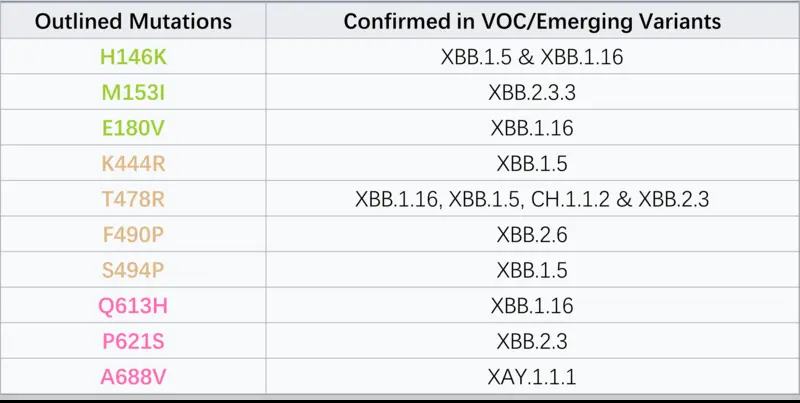 Outlined Mutations Confirmed in VOC/Emerging Variants
H146K XBB.1.5 & XBB.1.16
M153I XBB.2.3.3
E180V XBB.1.16
K444R XBB.1.5
T478R XBB.1.16, XBB.1.5, CH.1.1.2 & XBB.2.3
F490P XBB.2.6
S494P XBB.1.5
Q613H XBB.1.16
P621S XBB.2.3
A688V XAY.1.1.1